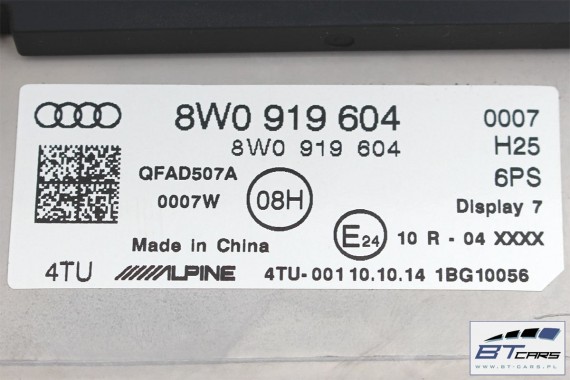 8W0 919 604 0007
8W0 919 604 H25
QFAD507A 6PS
0007W 08H Display 7
E24 10 R - 04 XXXX
Made in China
4TU ALPINE 4TU-001 10.10.14 1BG10056
BT CARS
WWW.BT-CARS.PL